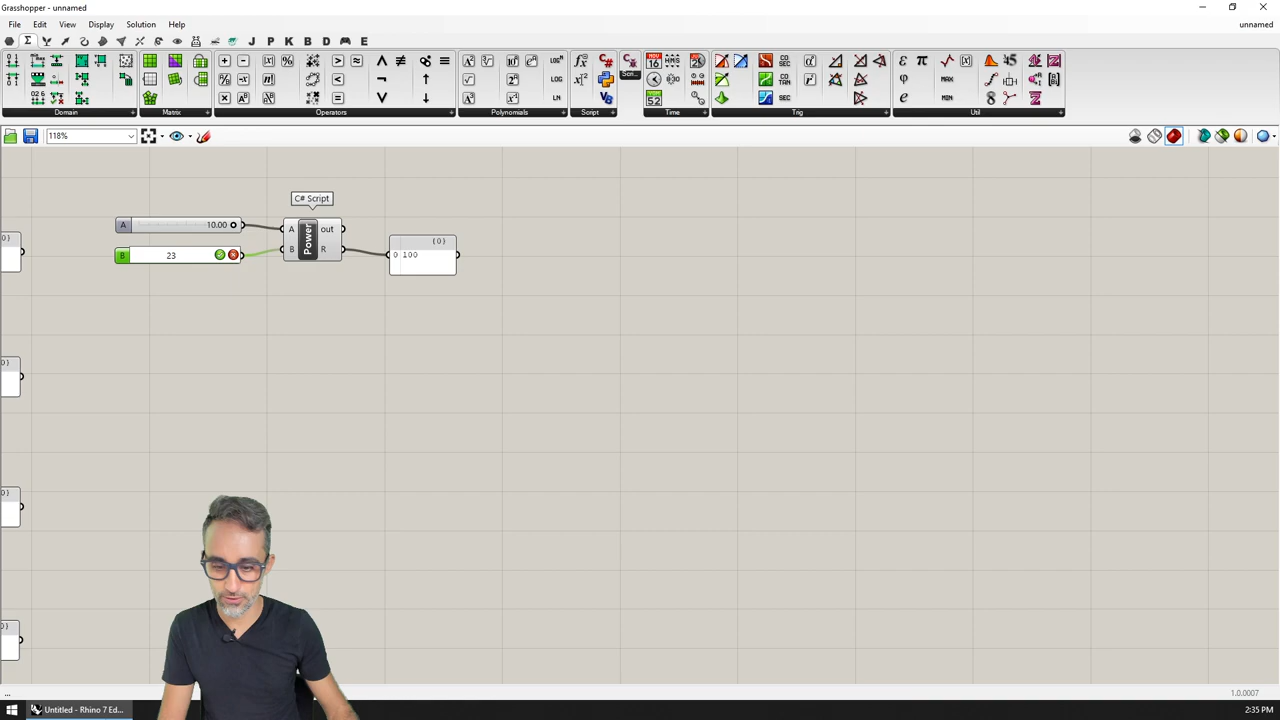 Grasshopper - unnamed
File Edit View Display Solution Help
unnamed
Σ J P K B D E
Domain
Matrix
Operators
Polynomials
Script
Time
Trig
Util
118%
C# Script
A 10.00
A out
Power
B R
B 23
{0}
0 100
...
1.0.0007
Untitled - Rhino 7 Ed...
2:35 PM